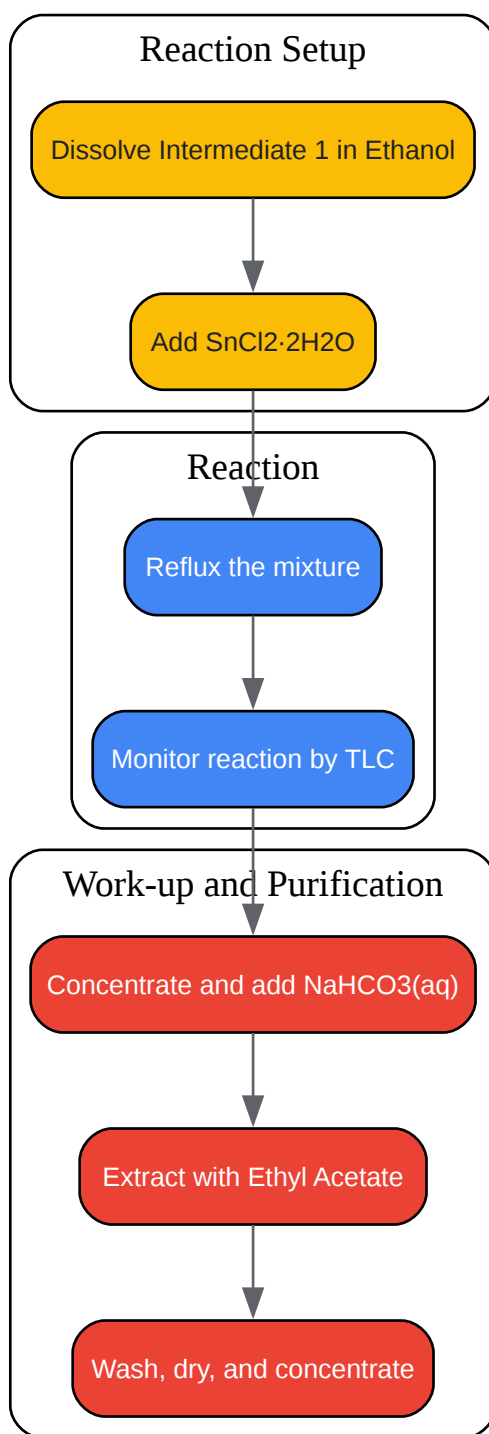 Reaction Setup
Dissolve Intermediate 1 in Ethanol
Add SnCl2·2H2O
Reaction
Reflux the mixture
Monitor reaction by TLC
Work-up and Purification
Concentrate and add NaHCO3(aq)
Extract with Ethyl Acetate
Wash, dry, and concentrate